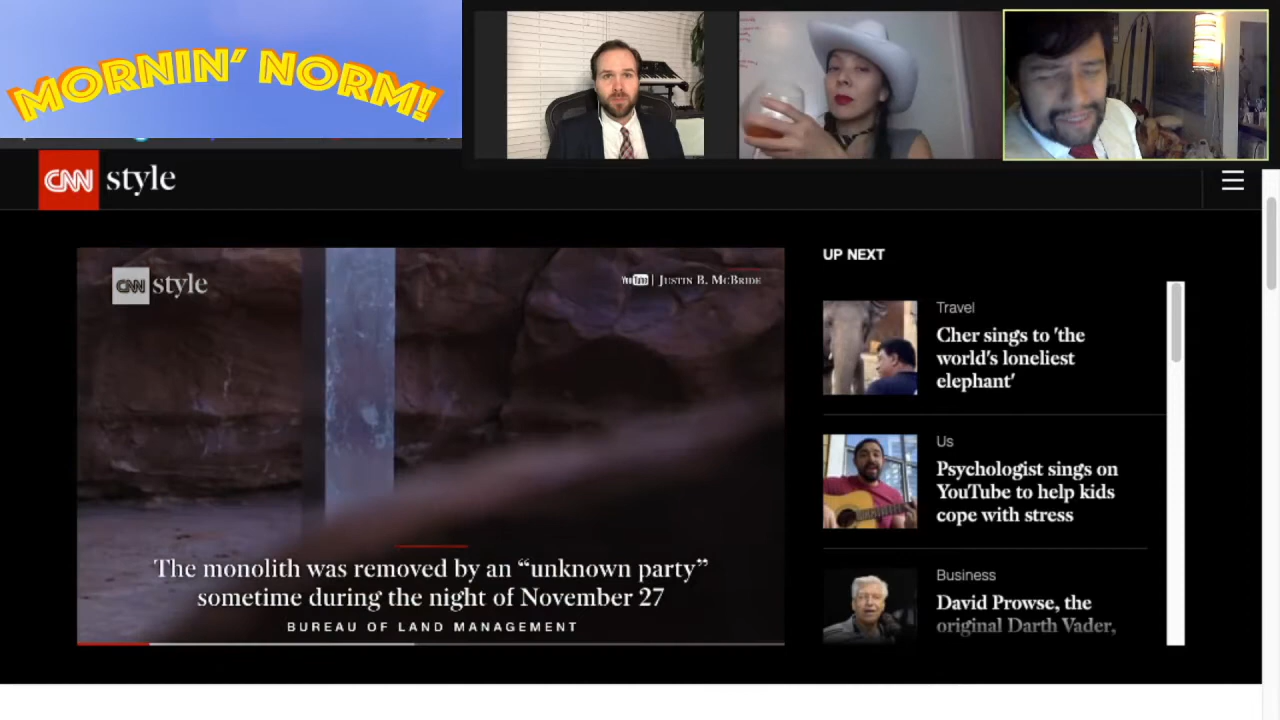 MORNIN' NORM!
CNN style
CNN style
YouTube | JUSTIN B. MCBRIDE
The monolith was removed by an “unknown party”
sometime during the night of November 27
BUREAU OF LAND MANAGEMENT
UP NEXT
Travel
Cher sings to 'the
world's loneliest
elephant'
Us
Psychologist sings on
YouTube to help kids
cope with stress
Business
David Prowse, the
original Darth Vader,